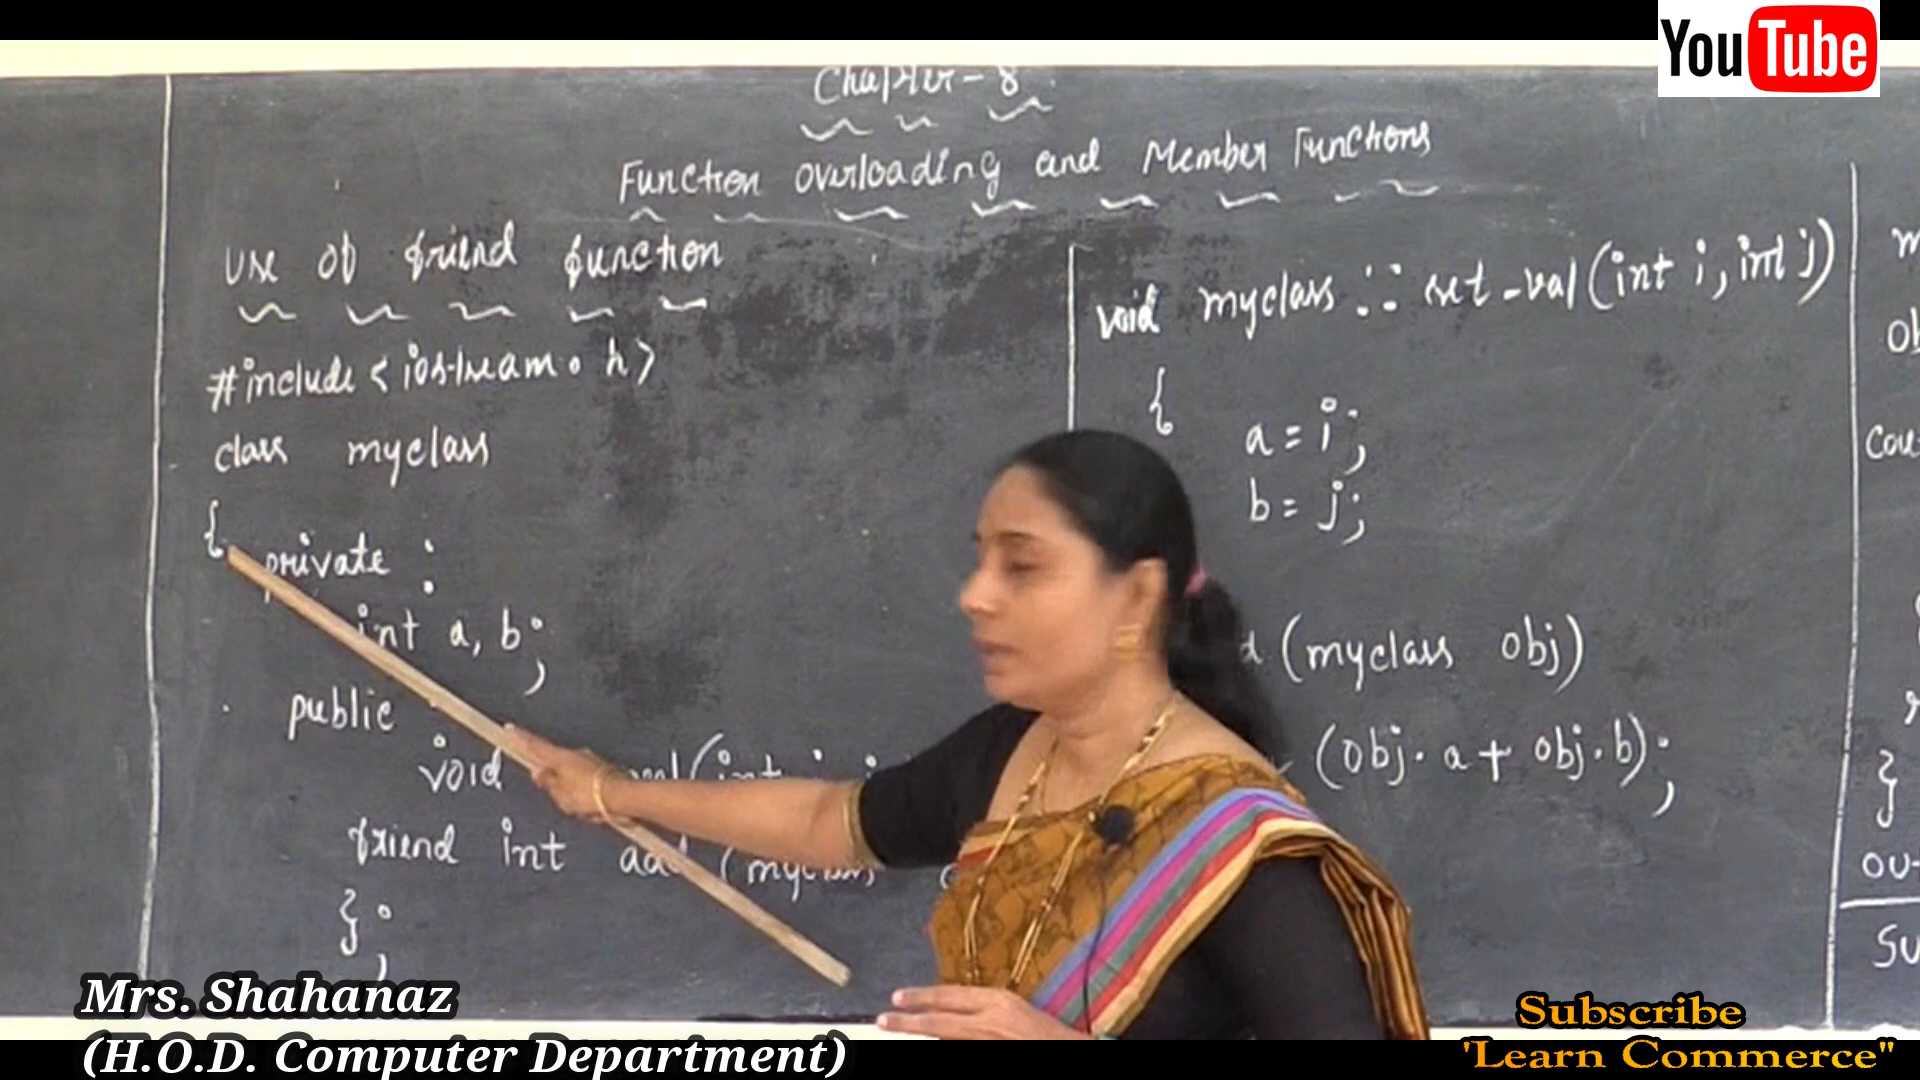 YouTube
Chapter-8
Function overloading and Member Functions
use of friend function
#include<iostream.h>
class myclass
{
private :
int a, b;
public
void
friend int add (myclass
};
void myclass :: set-val(int i, int j)
{
a = i;
b = j;
(myclass obj)
(obj.a + obj.b);
}
Mrs. Shahanaz
(H.O.D. Computer Department)
Subscribe
'Learn Commerce"